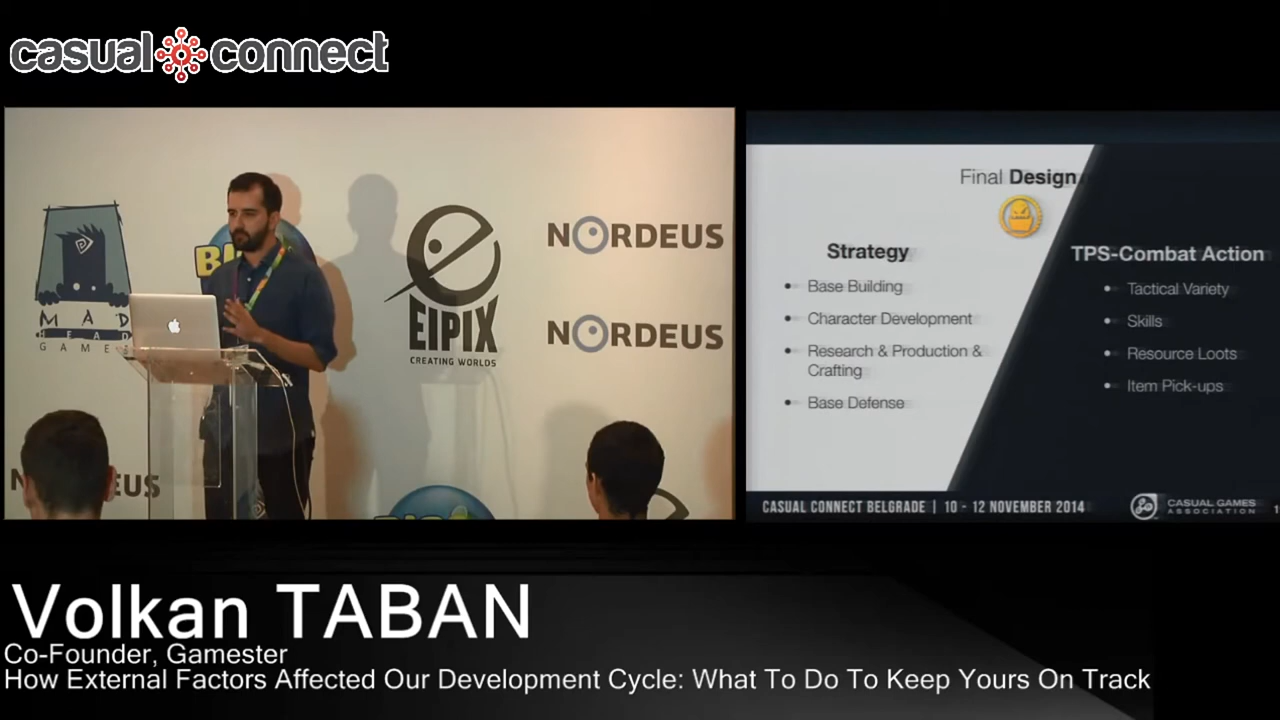 casual connect
MAD
HEAD
GAMES
EIPIX
CREATING WORLDS
NORDEUS
NORDEUS
Final Design
Strategy
• Base Building
• Character Development
• Research & Production &
Crafting
• Base Defense
TPS-Combat Action
• Tactical Variety
• Skills
• Resource Loots
• Item Pick-ups
CASUAL CONNECT BELGRADE | 10 - 12 NOVEMBER 2014
CASUAL GAMES
ASSOCIATION
Volkan TABAN
Co-Founder, Gamester
How External Factors Affected Our Development Cycle: What To Do To Keep Yours On Track